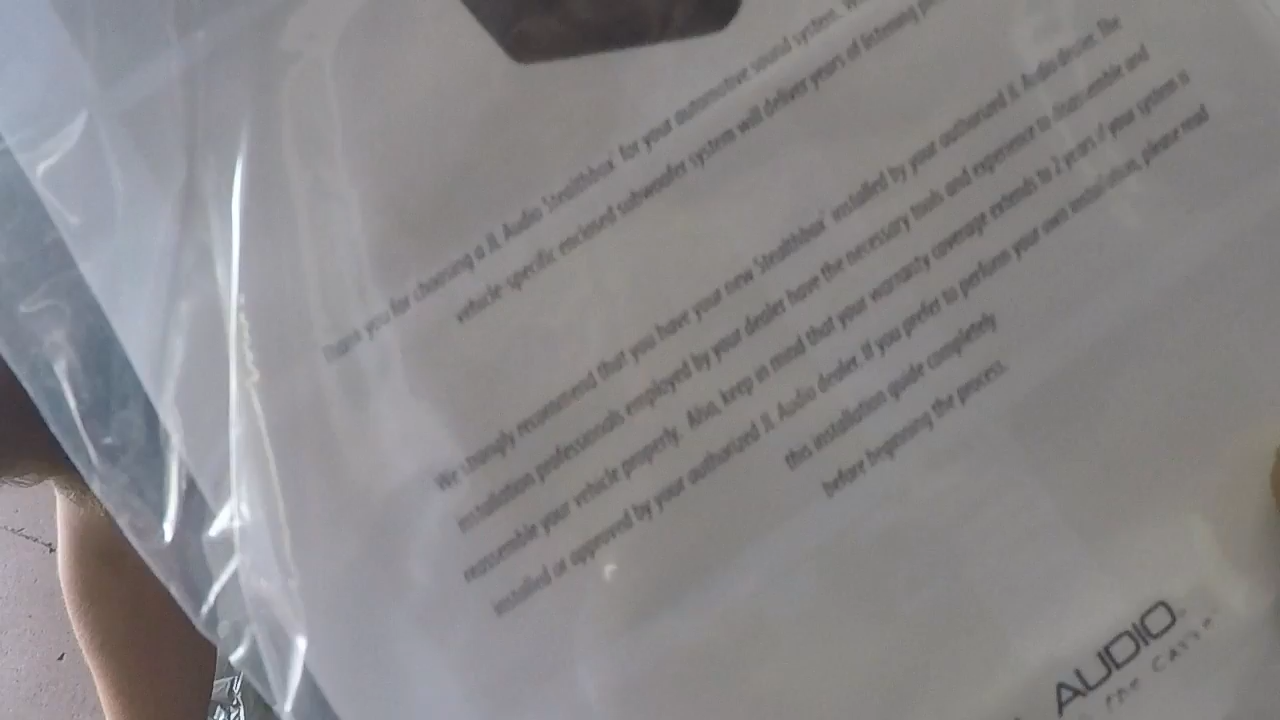 Thank you for choosing a JL Audio Stealthbox® for your automotive sound system.
vehicle-specific enclosed subwoofer system will deliver years of listening
We strongly recommend that you have your new Stealthbox® installed by your authorized JL Audio dealer. The
installation professionals employed by your dealer have the necessary tools and experience to disassemble and
reassemble your vehicle properly. Also, keep in mind that your warranty coverage extends to 2 years if your system is
installed or approved by your authorized JL Audio dealer. If you prefer to perform your own installation, please read
this installation guide completely
before beginning the process.
AUDIO